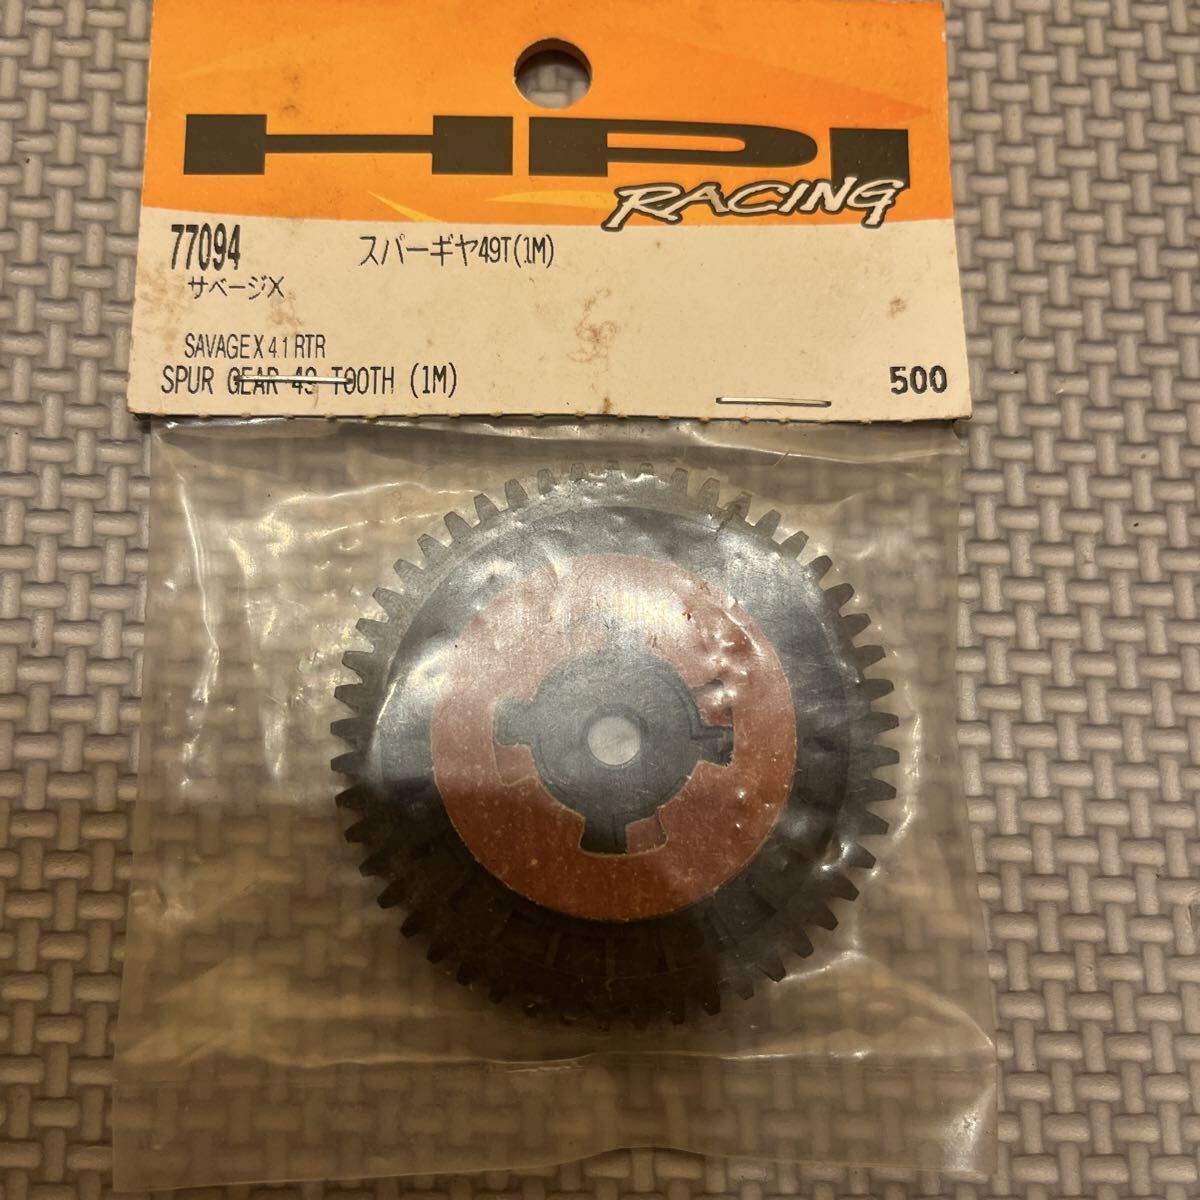 HPI
RACING
77094 スパーギヤ49T(1M)
サベージX
SAVAGE X 4.1 RTR
SPUR GEAR 49 TOOTH (1M) 500